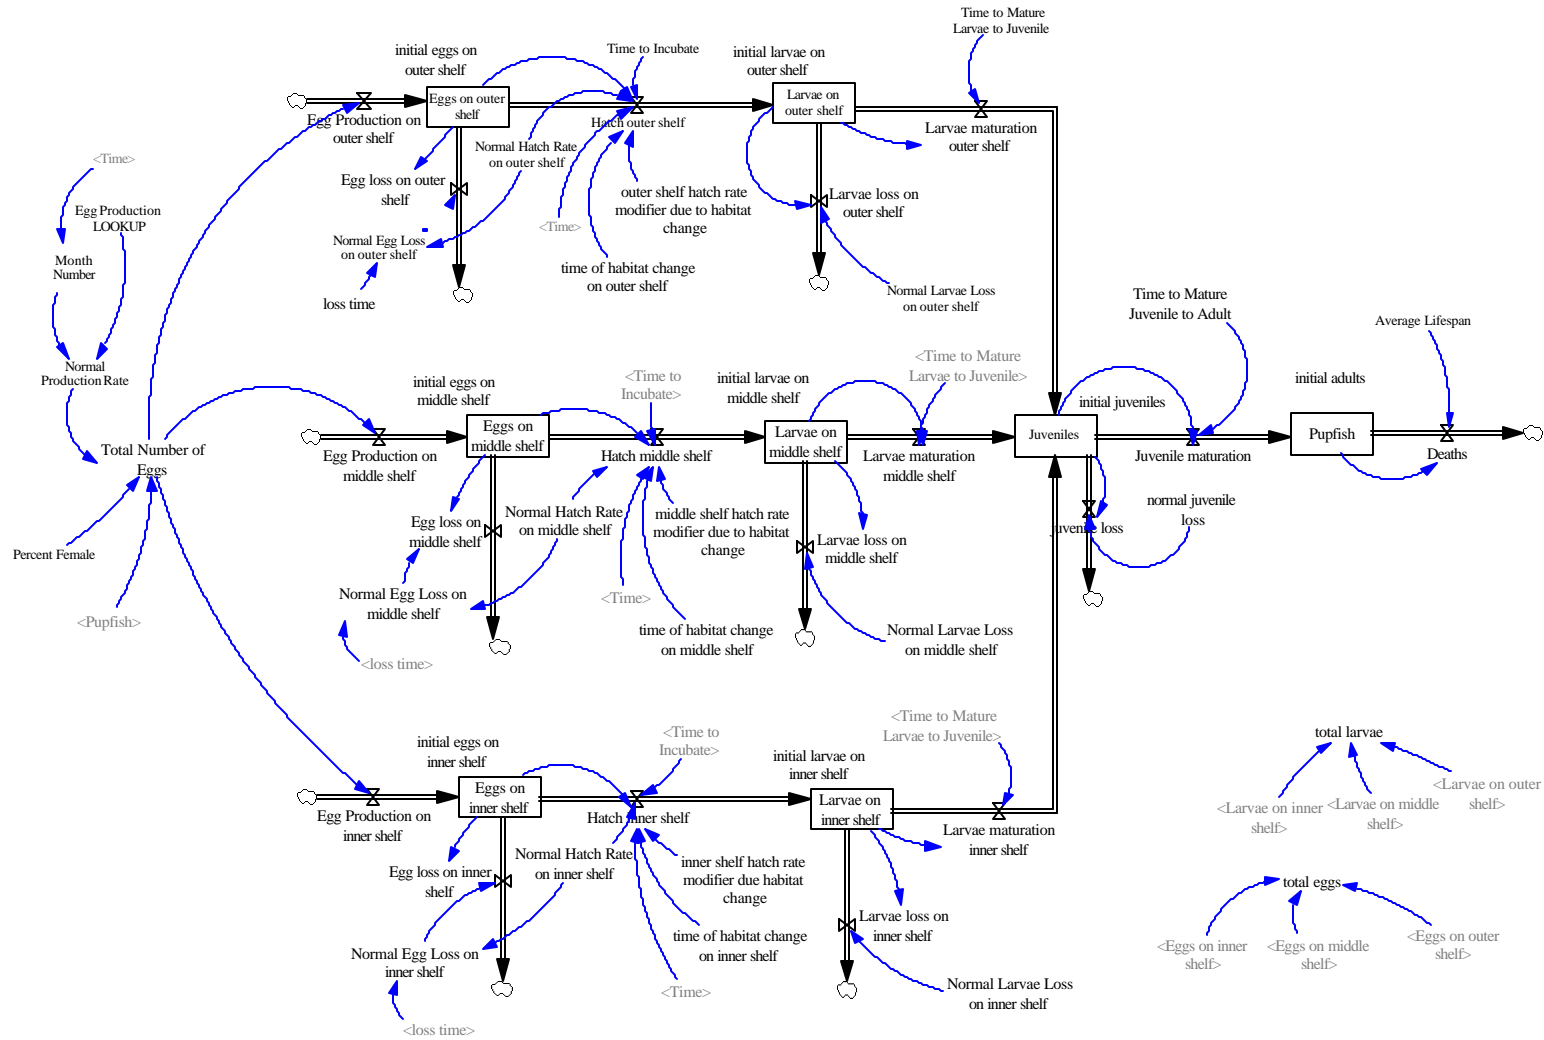 Time to Mature
Larvae to Juvenile
initial eggs on
outer shelf
Time to Incubate
initial larvae on
outer shelf
Eggs on outer
shelf
Larvae on
outer shelf
Egg Production on
outer shelf
Hatch outer shelf
Larvae maturation
outer shelf
<Time>
Normal Hatch Rate
on outer shelf
Egg loss on outer
shelf
outer shelf hatch rate
modifier due to habitat
change
Larvae loss on
outer shelf
Egg Production
LOOKUP
<Time>
Normal Egg Loss
on outer shelf
Month
Number
time of habitat change
on outer shelf
loss time
Normal Larvae Loss
on outer shelf
Time to Mature
Juvenile to Adult
Average Lifespan
Normal
Production Rate
initial eggs on
middle shelf
<Time to
Incubate>
initial larvae on
middle shelf
<Time to Mature
Larvae to Juvenile>
initial juveniles
initial adults
Total Number of
Eggs
Egg Production on
middle shelf
Eggs on
middle shelf
Hatch middle shelf
Larvae on
middle shelf
Larvae maturation
middle shelf
Juveniles
Juvenile maturation
Pupfish
Deaths
Percent Female
<Pupfish>
Egg loss on
middle shelf
Normal Hatch Rate
on middle shelf
middle shelf hatch rate
modifier due to habitat
change
Larvae loss on
middle shelf
juvenile loss
normal juvenile
loss
Normal Egg Loss on
middle shelf
<Time>
time of habitat change
on middle shelf
Normal Larvae Loss
on middle shelf
<loss time>
initial eggs on
inner shelf
<Time to
Incubate>
initial larvae on
inner shelf
<Time to Mature
Larvae to Juvenile>
Egg Production on
inner shelf
Eggs on
inner shelf
Hatch inner shelf
Larvae on
inner shelf
Larvae maturation
inner shelf
Egg loss on inner
shelf
Normal Hatch Rate
on inner shelf
inner shelf hatch rate
modifier due habitat
change
Larvae loss on
inner shelf
Normal Egg Loss on
inner shelf
time of habitat change
on inner shelf
<Time>
Normal Larvae Loss
on inner shelf
<loss time>
total larvae
<Larvae on inner
shelf>
<Larvae on middle
shelf>
<Larvae on outer
shelf>
total eggs
<Eggs on inner
shelf>
<Eggs on middle
shelf>
<Eggs on outer
shelf>